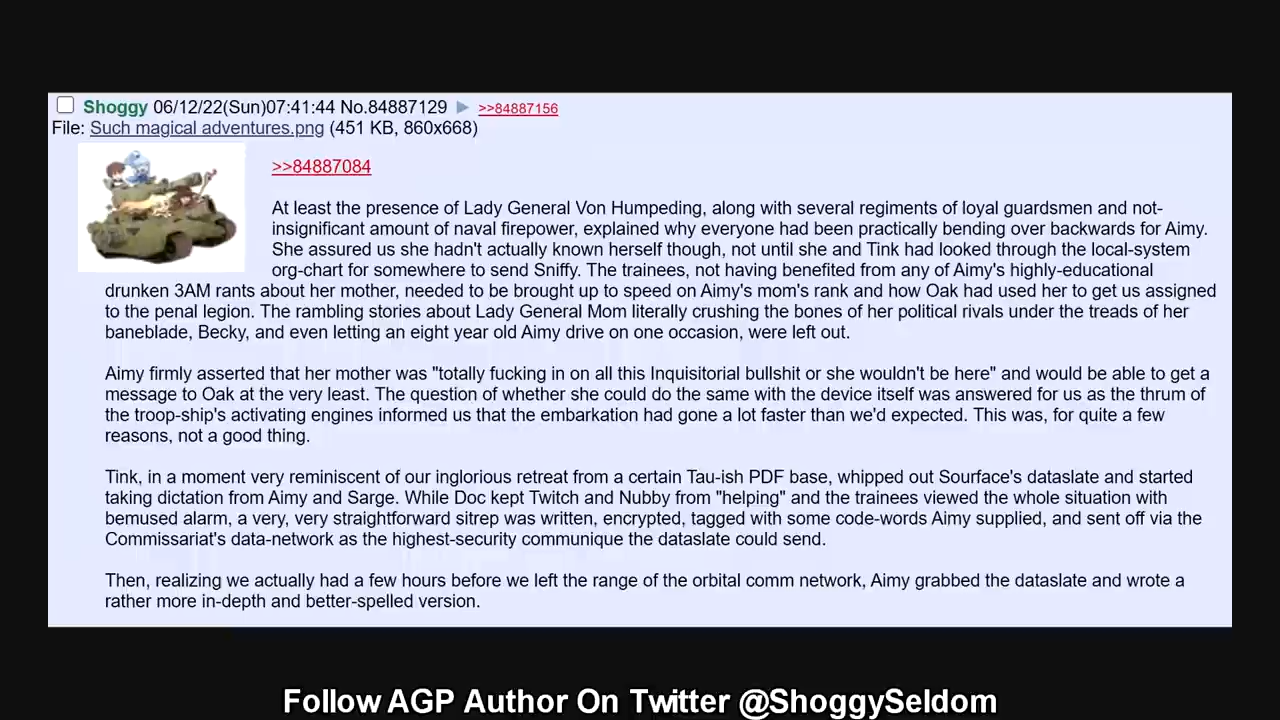 Shoggy 06/12/22(Sun)07:41:44 No.84887129 ▶ >>84887156
File: Such magical adventures.png (451 KB, 860x668)
>>84887084
At least the presence of Lady General Von Humpeding, along with several regiments of loyal guardsmen and not-
insignificant amount of naval firepower, explained why everyone had been practically bending over backwards for Aimy.
She assured us she hadn't actually known herself though, not until she and Tink had looked through the local-system
org-chart for somewhere to send Sniffy. The trainees, not having benefited from any of Aimy's highly-educational
drunken 3AM rants about her mother, needed to be brought up to speed on Aimy's mom's rank and how Oak had used her to get us assigned
to the penal legion. The rambling stories about Lady General Mom literally crushing the bones of her political rivals under the treads of her
baneblade, Becky, and even letting an eight year old Aimy drive on one occasion, were left out.
Aimy firmly asserted that her mother was "totally fucking in on all this Inquisitorial bullshit or she wouldn't be here" and would be able to get a
message to Oak at the very least. The question of whether she could do the same with the device itself was answered for us as the thrum of
the troop-ship's activating engines informed us that the embarkation had gone a lot faster than we'd expected. This was, for quite a few
reasons, not a good thing.
Tink, in a moment very reminiscent of our inglorious retreat from a certain Tau-ish PDF base, whipped out Sourface's dataslate and started
taking dictation from Aimy and Sarge. While Doc kept Twitch and Nubby from "helping" and the trainees viewed the whole situation with
bemused alarm, a very, very straightforward sitrep was written, encrypted, tagged with some code-words Aimy supplied, and sent off via the
Commissariat's data-network as the highest-security communique the dataslate could send.
Then, realizing we actually had a few hours before we left the range of the orbital comm network, Aimy grabbed the dataslate and wrote a
rather more in-depth and better-spelled version.
Follow AGP Author On Twitter @ShoggySeldom